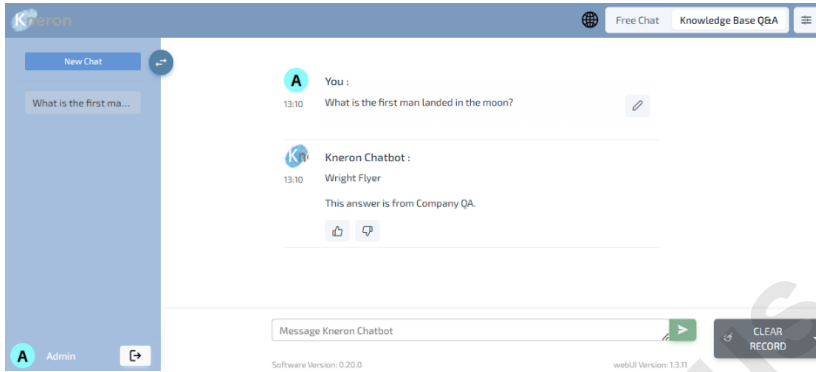 Kneron
Free Chat
Knowledge Base Q&A
New Chat
What is the first ma...
A
You :
13:10
What is the first man landed in the moon?
Kn
Kneron Chatbot :
13:10
Wright Flyer
This answer is from Company QA.
Message Kneron Chatbot
CLEAR
RECORD
A
Admin
Software Version: 0.20.0
webUI Version: 1.3.11